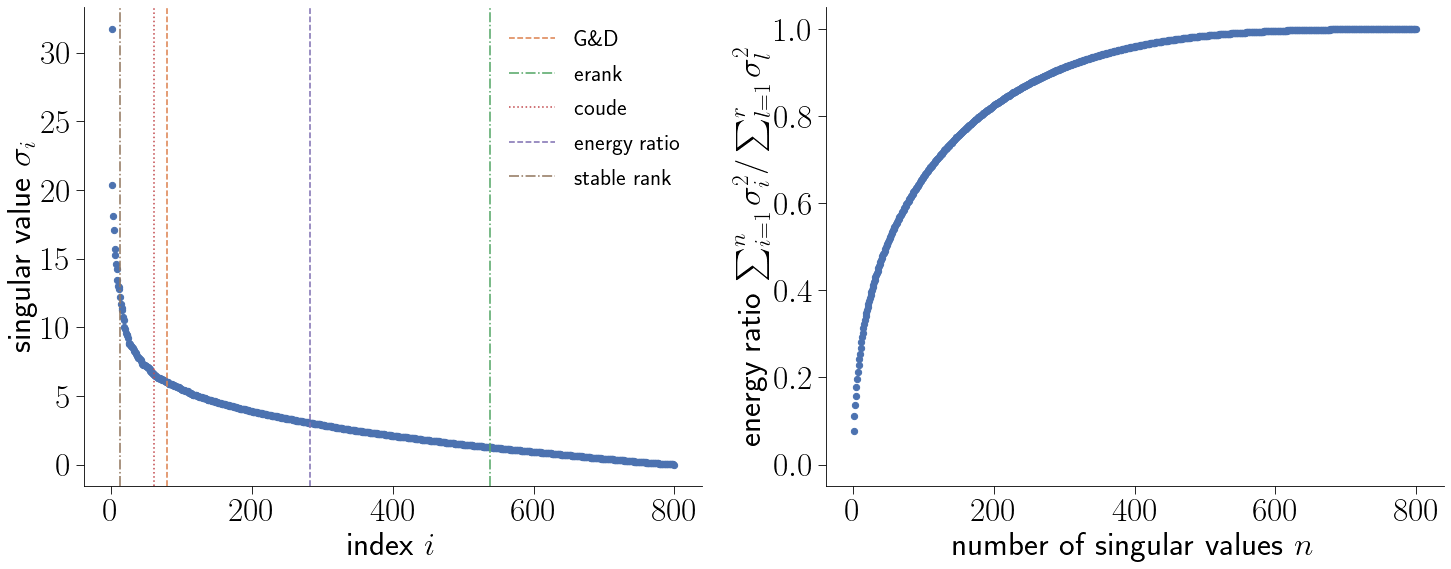 singular value σ_i
30
25
20
15
10
5
0
0 200 400 600 800
index i
G&D
erank
coude
energy ratio
stable rank
energy ratio ∑_{i=1}^{n} σ_i^2 / ∑_{l=1}^{r} σ_l^2
1.0
0.8
0.6
0.4
0.2
0.0
0 200 400 600 800
number of singular values n